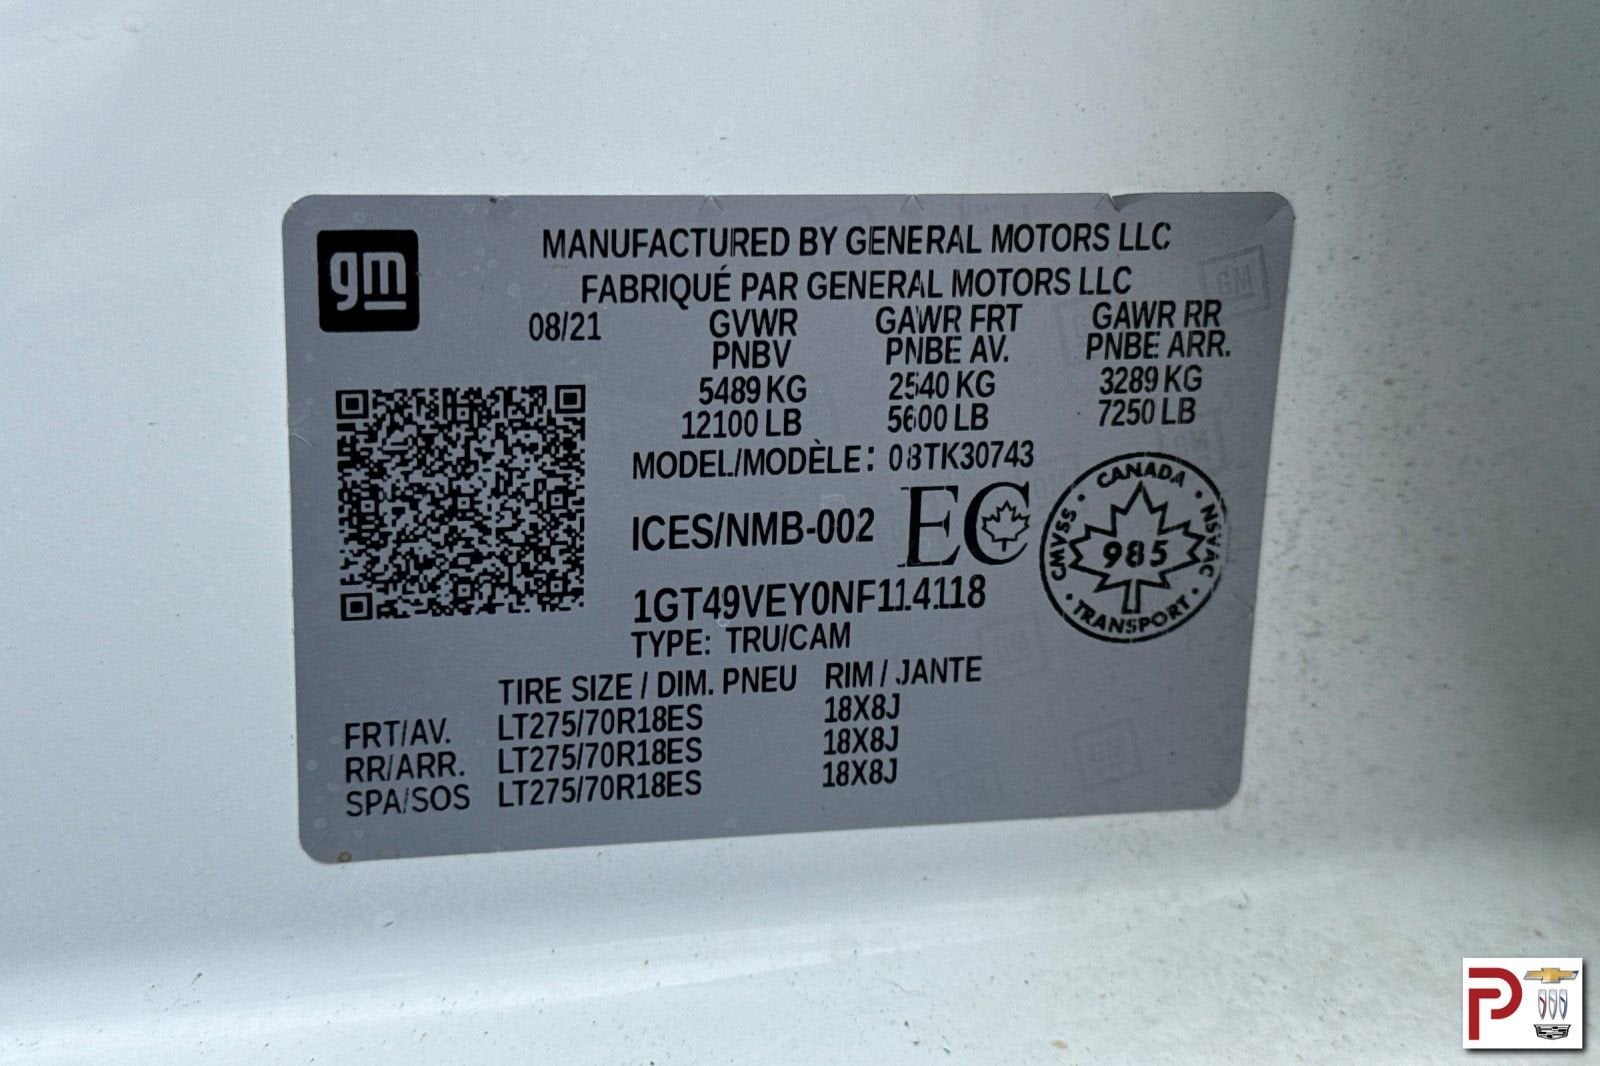 gm
MANUFACTURED BY GENERAL MOTORS LLC
FABRIQUÉ PAR GENERAL MOTORS LLC
08/21 GVWR GAWR FRT GAWR RR
PNBV PNBE AV. PNBE ARR.
5489 KG 2540 KG 3289 KG
12100 LB 5600 LB 7250 LB
MODEL/MODÈLE: 08TK30743
ICES/NMB-002 EC
1GT49VEY0NF114118
TYPE: TRU/CAM
CANADA
CMVSS 985 NSVAC
TRANSPORT
TIRE SIZE / DIM. PNEU RIM / JANTE
FRT/AV. LT275/70R18ES 18X8J
RR/ARR. LT275/70R18ES 18X8J
SPA/SOS LT275/70R18ES 18X8J
GM
P